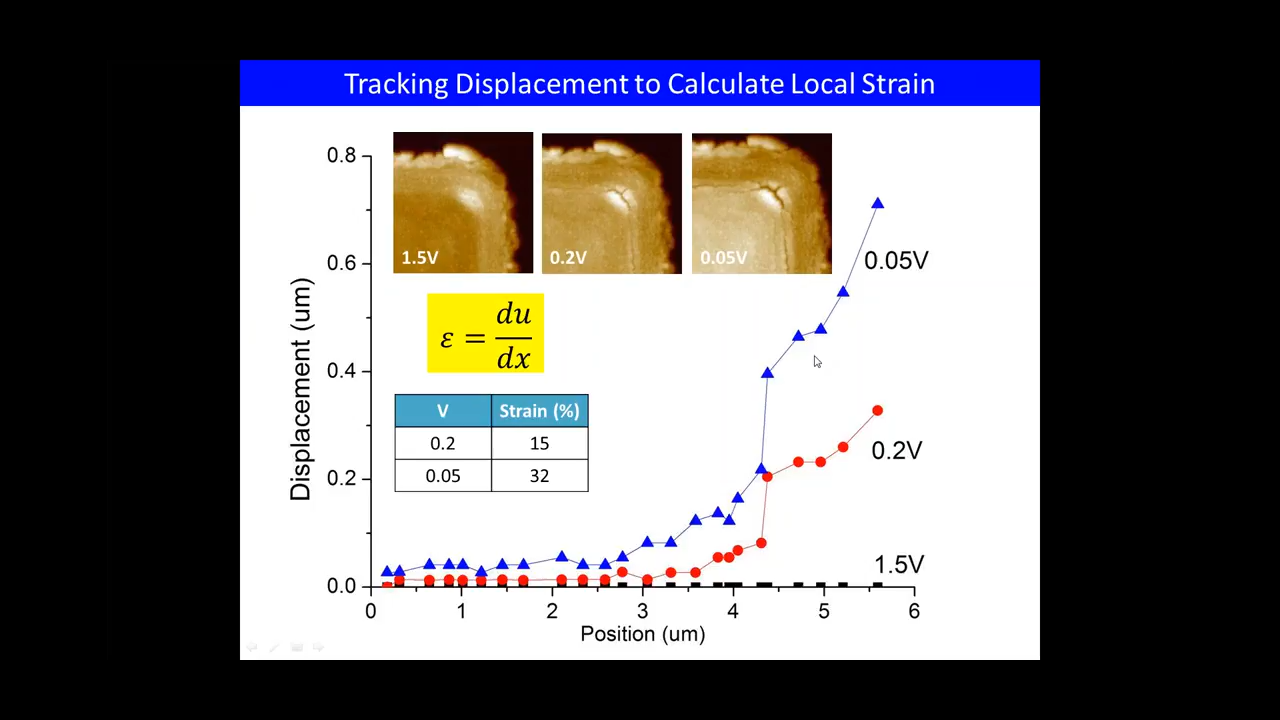 Tracking Displacement to Calculate Local Strain
1.5V
0.2V
0.05V
ε = du/dx
V Strain (%)
0.2 15
0.05 32
0.05V
0.2V
1.5V
Displacement (um)
0.8
0.6
0.4
0.2
0.0
0 1 2 3 4 5 6
Position (um)